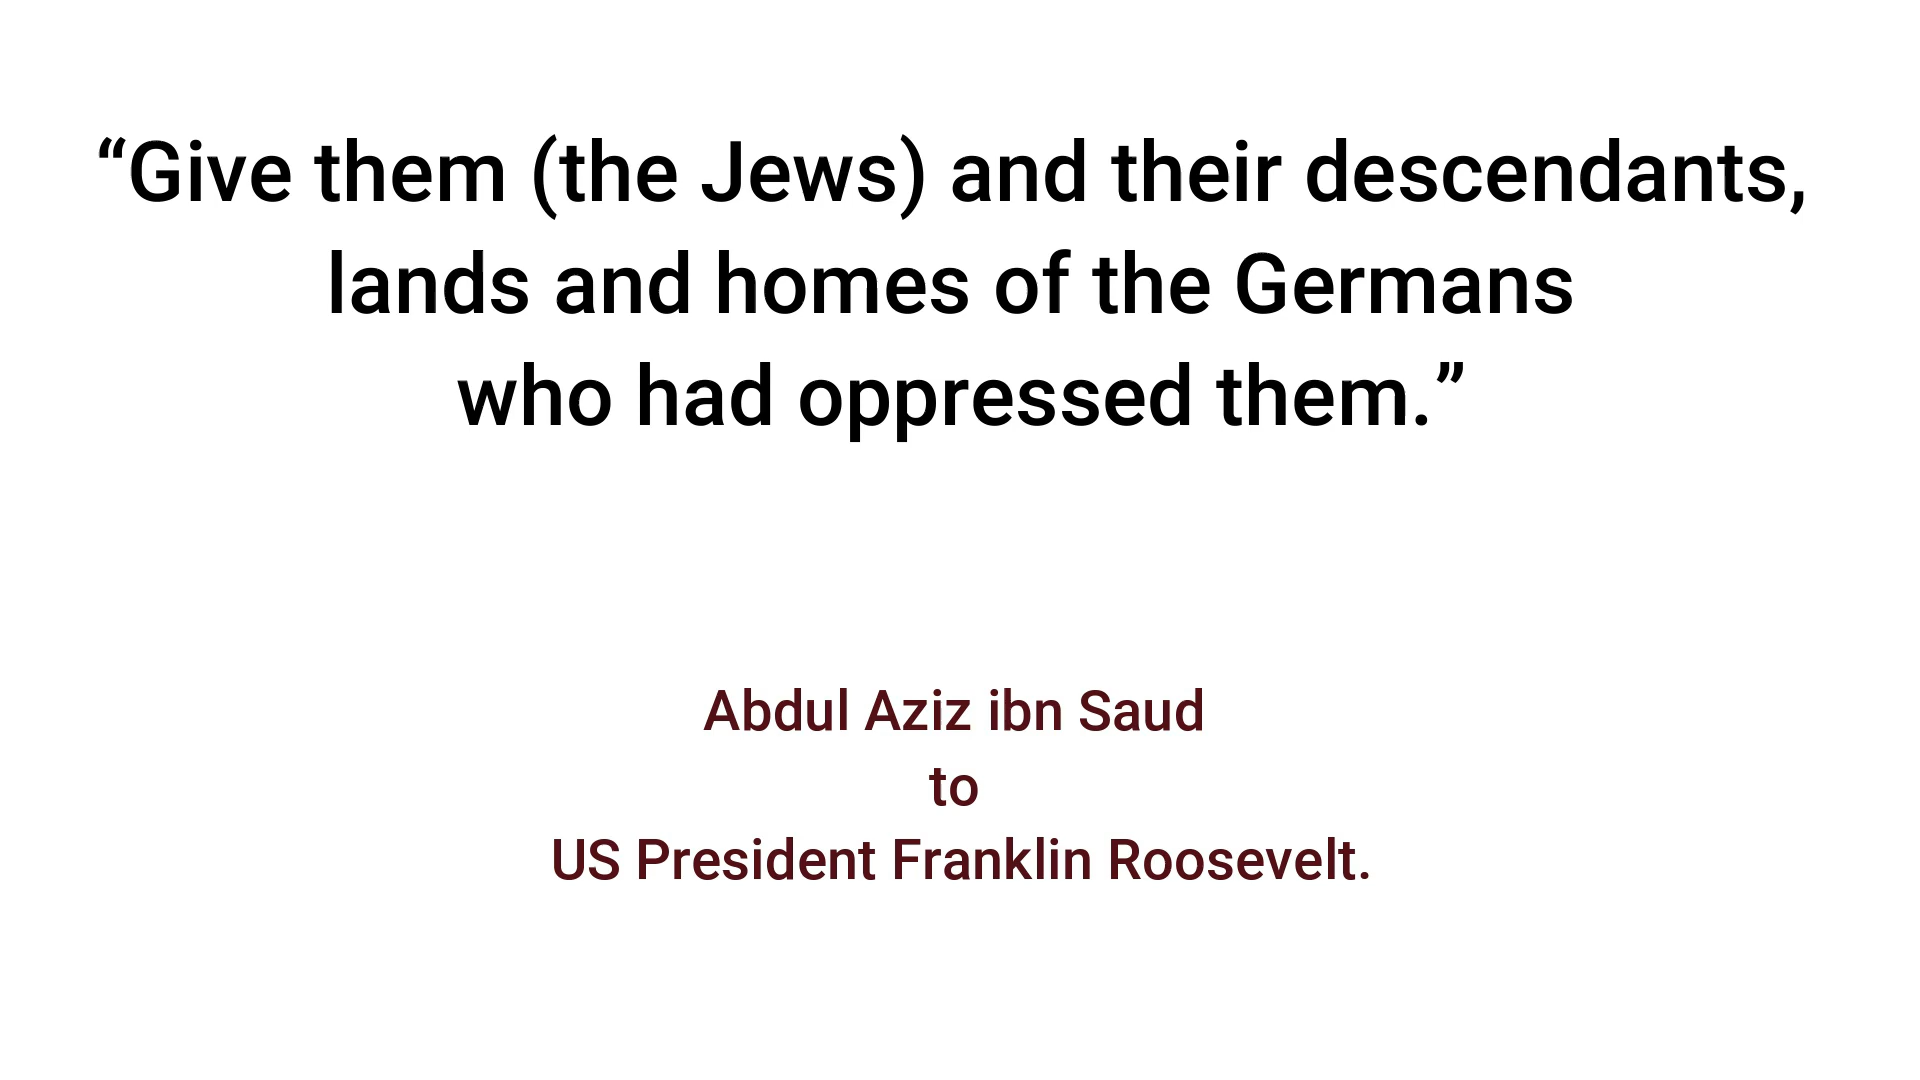 “Give them (the Jews) and their descendants,
lands and homes of the Germans
who had oppressed them.”
Abdul Aziz ibn Saud
to
US President Franklin Roosevelt.